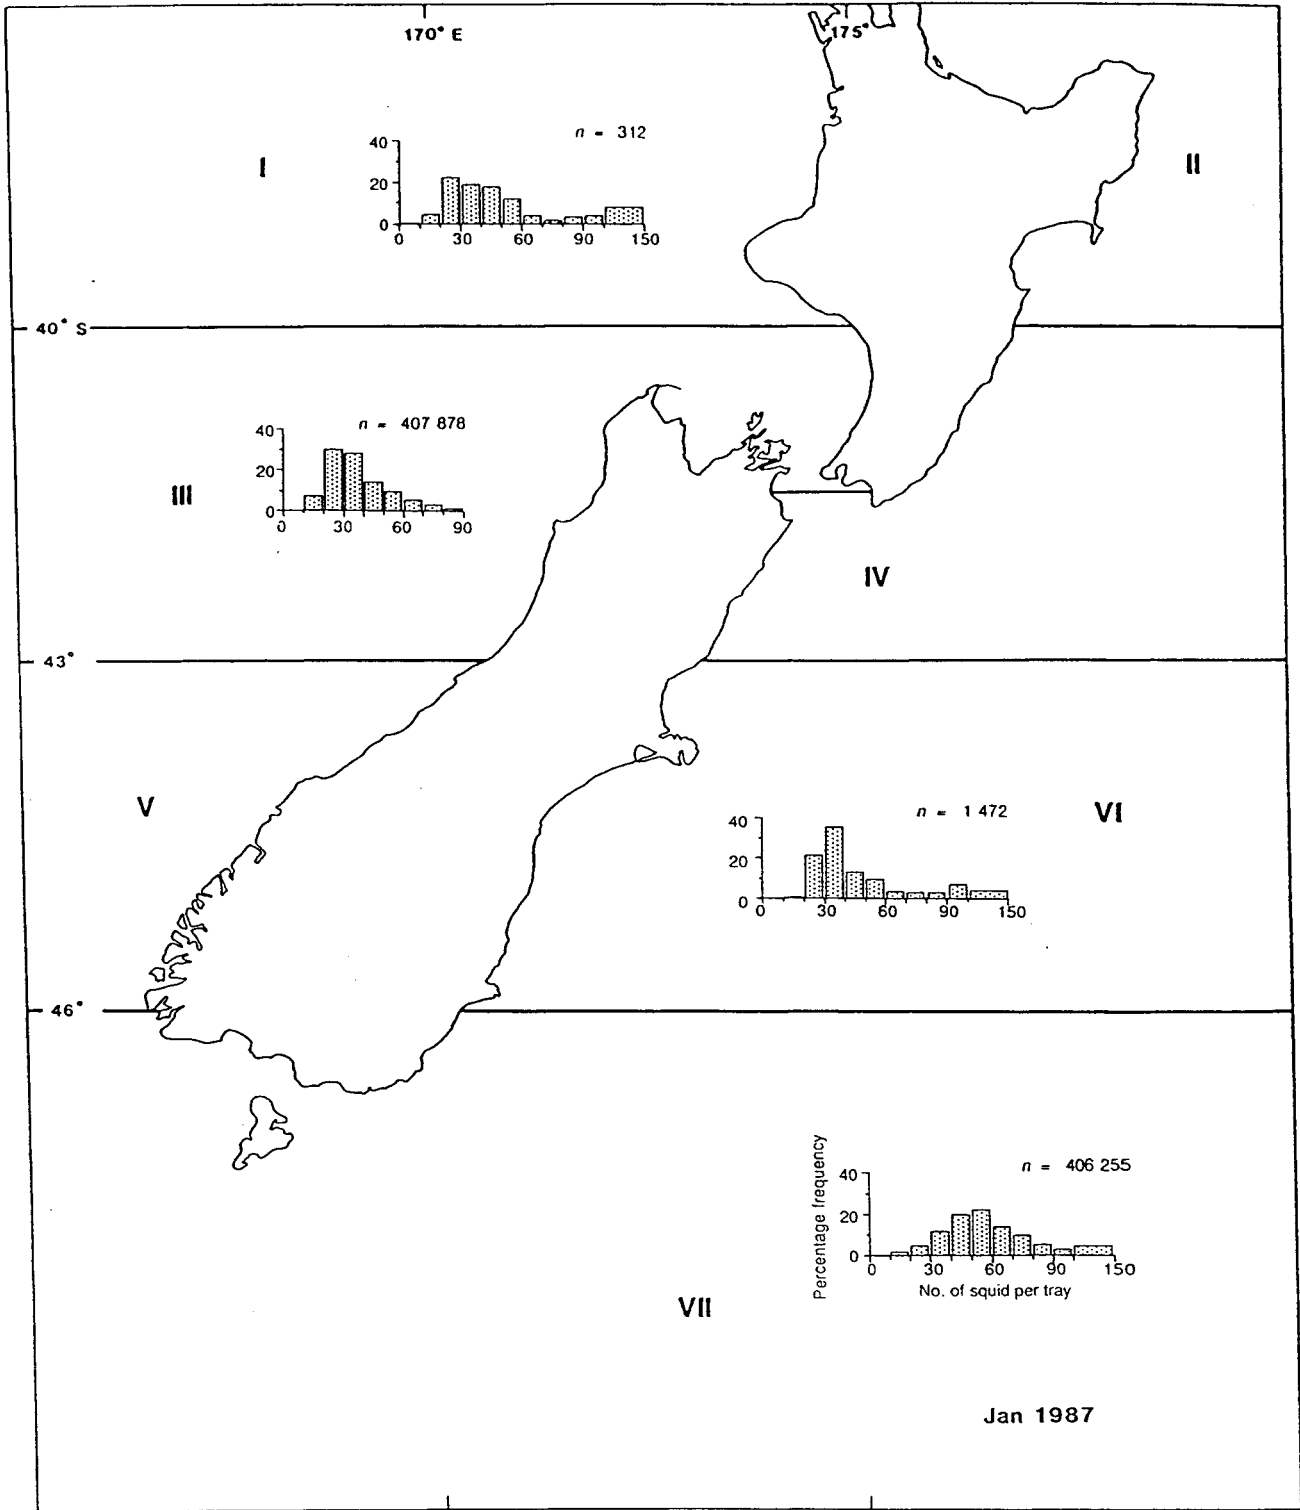 170° E
175°
n = 312
40
20
0
0 30 60 90 150
I
II
40° S
n = 407 878
40
20
0
0 30 60 90
III
IV
43°
V
n = 1 472
40
20
0
0 30 60 90 150
VI
46°
n = 406 255
Percentage frequency
40
20
0
0 30 60 90 150
No. of squid per tray
VII
Jan 1987